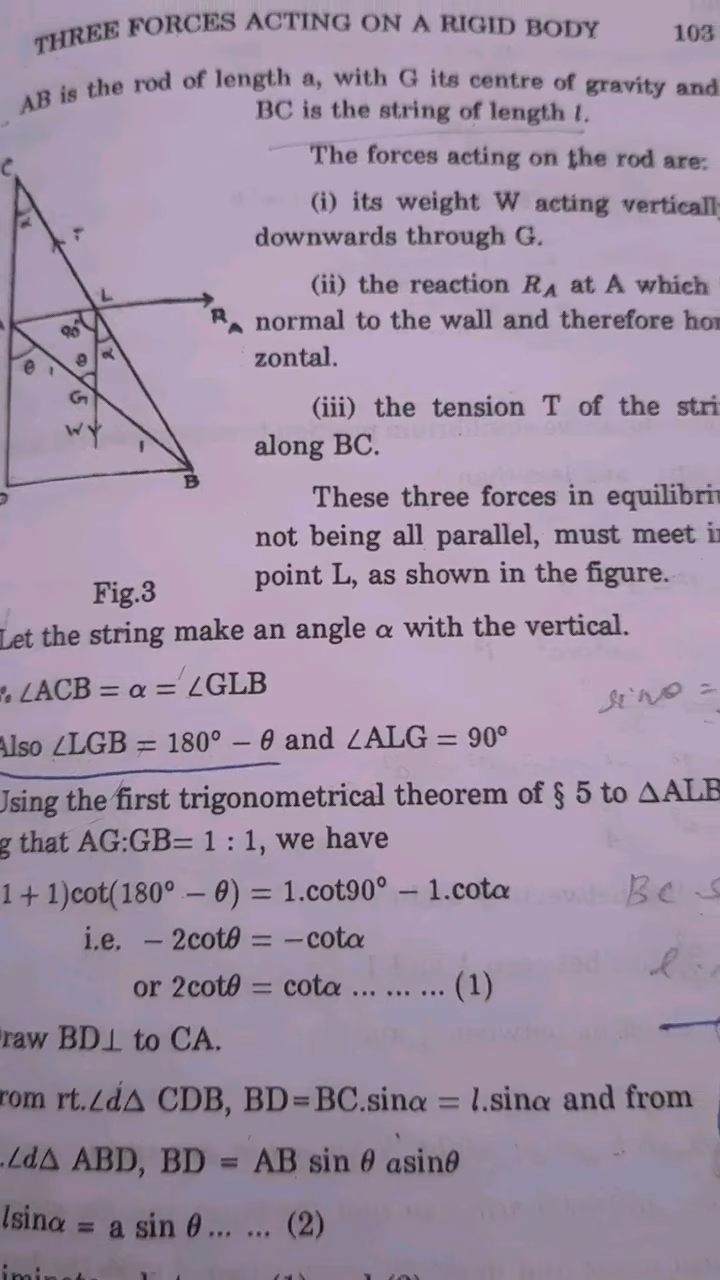 THREE FORCES ACTING ON A RIGID BODY 103
AB is the rod of length a, with G its centre of gravity and
BC is the string of length l.
The forces acting on the rod are:
(i) its weight W acting verticall
downwards through G.
(ii) the reaction R_A at A which
normal to the wall and therefore hor
zontal.
(iii) the tension T of the stri
along BC.
These three forces in equilibri
not being all parallel, must meet i
point L, as shown in the figure.
C
α
T
L
R_A
90°
θ
θ
α
1
G
W
1
B
Fig.3
Let the string make an angle α with the vertical.
∴ ∠ACB = α = ∠GLB
sinθ =
Also ∠LGB = 180° − θ and ∠ALG = 90°
Using the first trigonometrical theorem of § 5 to ΔALB
g that AG:GB= 1 : 1, we have
1 + 1)cot(180° − θ) = 1.cot90° − 1.cotα
BC
i.e. − 2cotθ = −cotα
l
or 2cotθ = cotα ... ... ... (1)
raw BD⊥ to CA.
rom rt.∠dΔ CDB, BD=BC.sinα = l.sinα and from
.∠dΔ ABD, BD = AB sin θ asinθ
lsinα = a sin θ... ... (2)